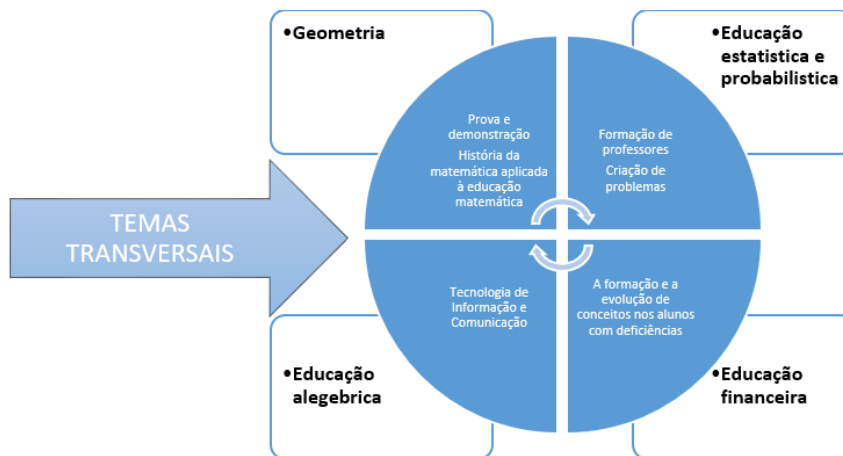 •Geometria
•Educação
estatistica e
probabilistica
Prova e
demonstração
História da
matemática aplicada
à educação
matemática
Formação de
professores
Criação de
problemas
TEMAS
TRANSVERSAIS
Tecnologia de
Informação e
Comunicação
A formação e a
evolução de
conceitos nos alunos
com deficiências
•Educação
alegebrica
•Educação
financeira